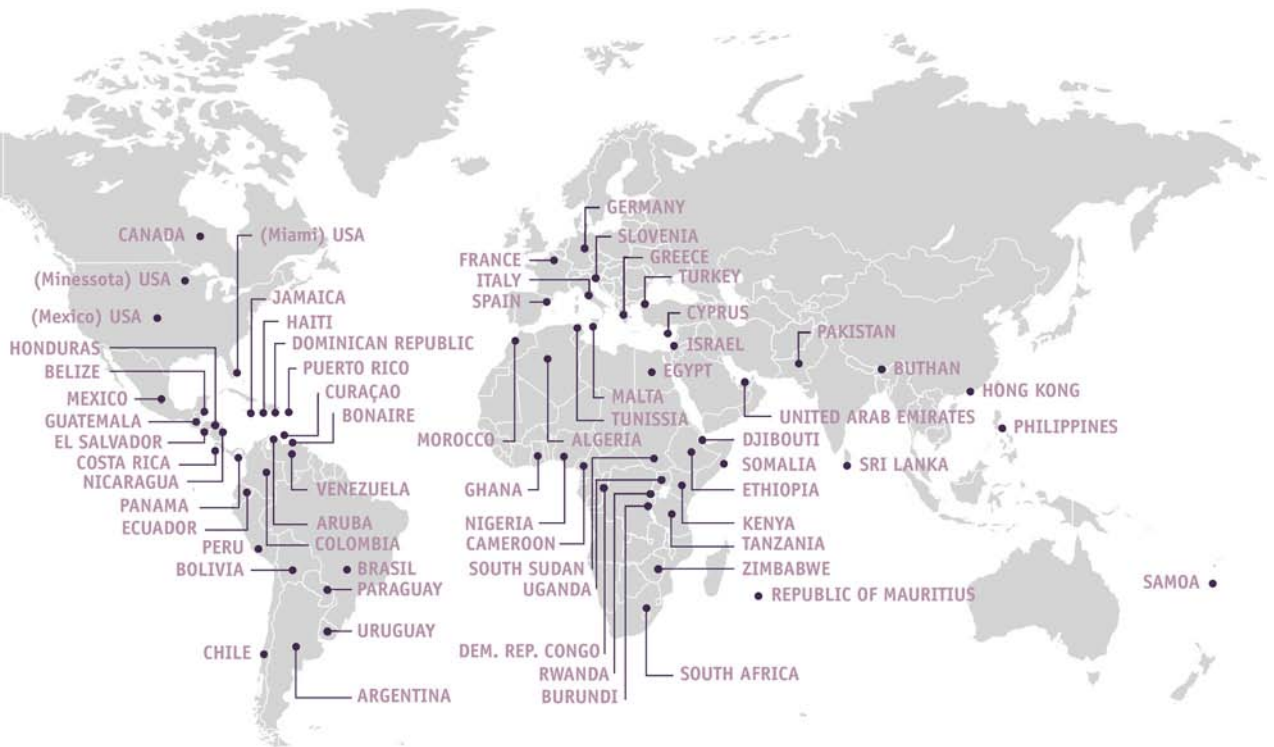 GERMANY
CANADA
(Miami) USA
SLOVENIA
FRANCE
GREECE
(Minessota) USA
ITALY
TURKEY
JAMAICA
SPAIN
(Mexico) USA
HAITI
CYPRUS
PAKISTAN
HONDURAS
DOMINICAN REPUBLIC
ISRAEL
BELIZE
PUERTO RICO
EGYPT
BUTHAN
CURAÇAO
HONG KONG
MEXICO
MALTA
BONAIRE
TUNISSIA
UNITED ARAB EMIRATES
GUATEMALA
PHILIPPINES
EL SALVADOR
MOROCCO
ALGERIA
DJIBOUTI
COSTA RICA
SOMALIA
SRI LANKA
NICARAGUA
VENEZUELA
GHANA
ETHIOPIA
PANAMA
ECUADOR
ARUBA
NIGERIA
KENYA
PERU
COLOMBIA
CAMEROON
TANZANIA
BOLIVIA
BRASIL
SOUTH SUDAN
ZIMBABWE
PARAGUAY
UGANDA
REPUBLIC OF MAURITIUS
SAMOA
URUGUAY
CHILE
DEM. REP. CONGO
RWANDA
SOUTH AFRICA
ARGENTINA
BURUNDI